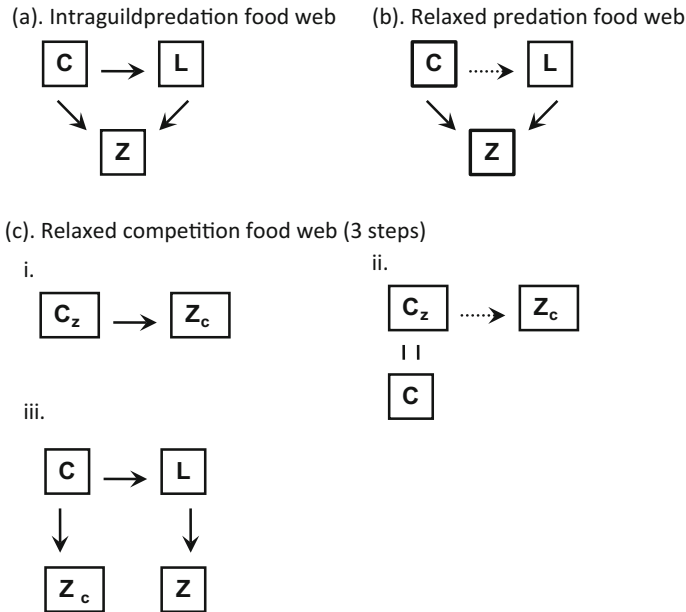 (a). Intraguildpredation food web
C L
Z
(b). Relaxed predation food web
C L
Z
(c). Relaxed competition food web (3 steps)
i.
Cz Zc
ii.
Cz Zc
C
iii.
C L
Zc Z